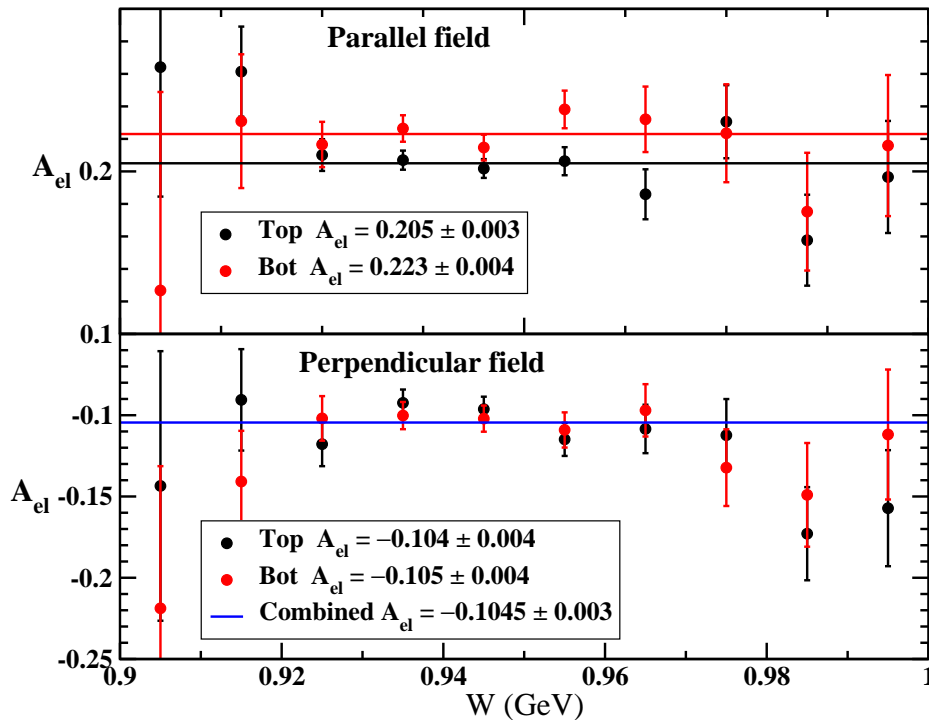 Parallel field
A_el
0.2
Top A_el = 0.205 ± 0.003
Bot A_el = 0.223 ± 0.004
0.1
Perpendicular field
-0.1
A_el
-0.15
Top A_el = −0.104 ± 0.004
-0.2
Bot A_el = −0.105 ± 0.004
Combined A_el = −0.1045 ± 0.003
-0.25
0.9 0.92 0.94 0.96 0.98 1
W (GeV)